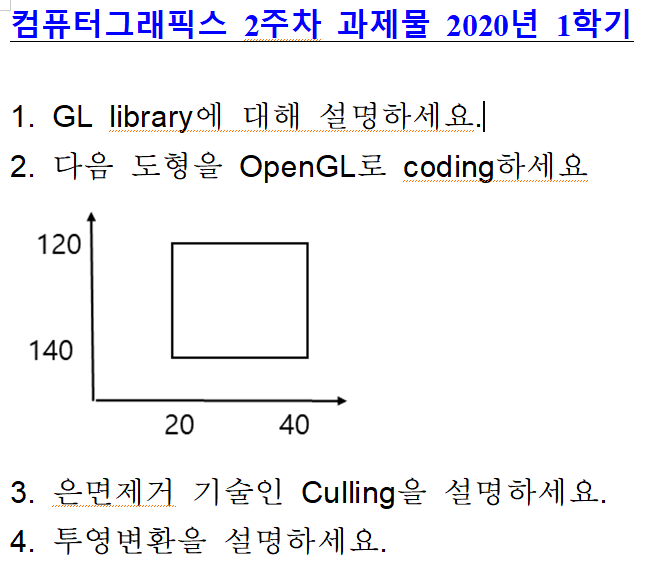 컴퓨터그래픽스 2주차 과제물 2020년 1학기
1. GL library에 대해 설명하세요.
2. 다음 도형을 OpenGL로 coding하세요
120
140
20 40
3. 은면제거 기술인 Culling을 설명하세요.
4. 투영변환을 설명하세요.